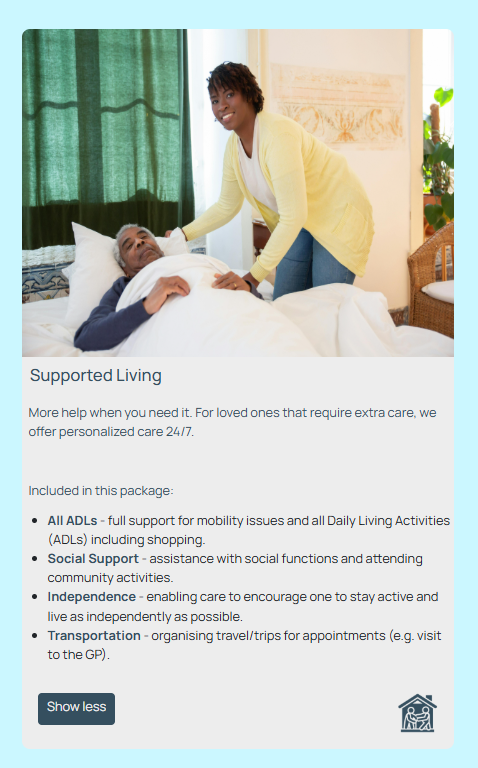 Supported Living
More help when you need it. For loved ones that require extra care, we
offer personalized care 24/7.
Included in this package:
All ADLs - full support for mobility issues and all Daily Living Activities
(ADLs) including shopping.
Social Support - assistance with social functions and attending
community activities.
Independence - enabling care to encourage one to stay active and
live as independently as possible.
Transportation - organising travel/trips for appointments (e.g. visit
to the GP).
Show less